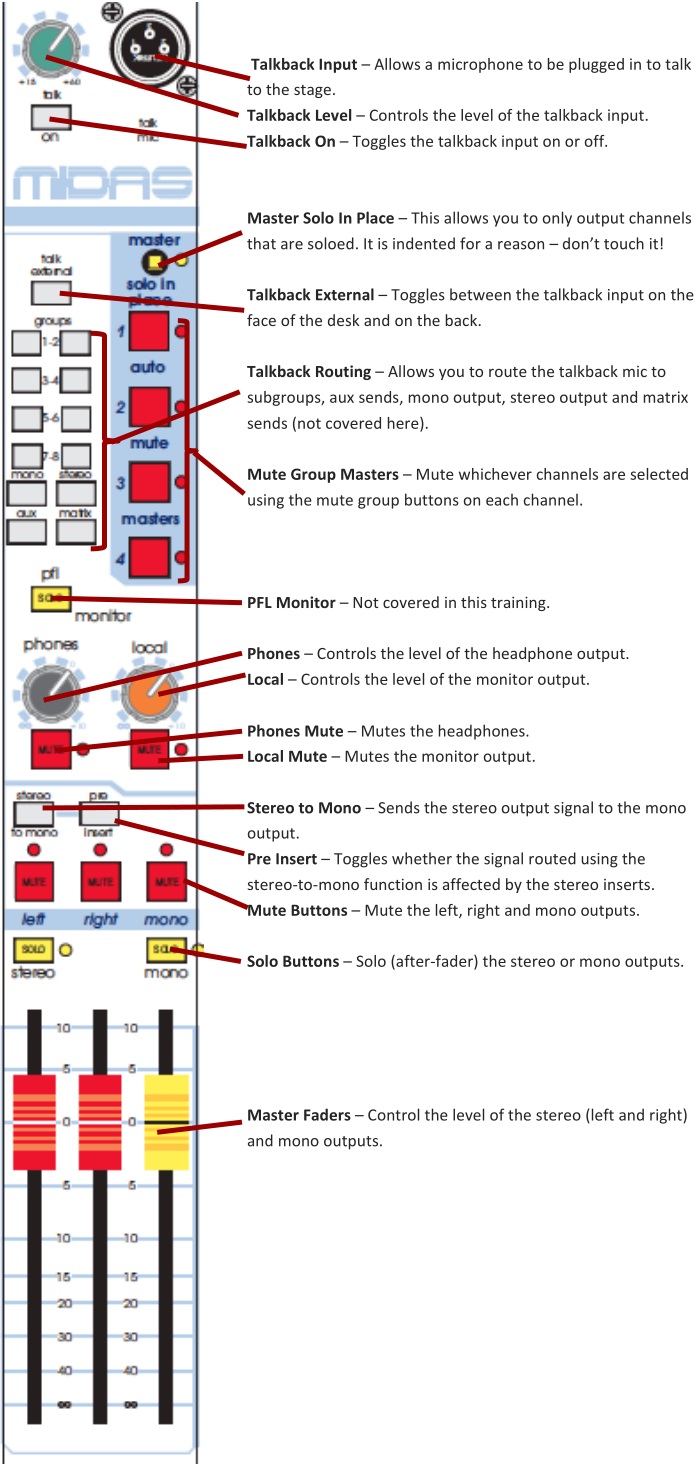 +15 +60
talk
on
talk
mic
MIDAS
Talkback Input – Allows a microphone to be plugged in to talk
to the stage.
Talkback Level – Controls the level of the talkback input.
Talkback On – Toggles the talkback input on or off.
master
solo in
place
talk
external
groups
1-2
3-4
5-6
7-8
mono stereo
aux matrix
1
auto
2
mute
3
masters
4
Master Solo In Place – This allows you to only output channels
that are soloed. It is indented for a reason – don't touch it!
Talkback External – Toggles between the talkback input on the
face of the desk and on the back.
Talkback Routing – Allows you to route the talkback mic to
subgroups, aux sends, mono output, stereo output and matrix
sends (not covered here).
Mute Group Masters – Mute whichever channels are selected
using the mute group buttons on each channel.
pfl
monitor
PFL Monitor – Not covered in this training.
phones local
MUTE MUTE
Phones – Controls the level of the headphone output.
Local – Controls the level of the monitor output.
Phones Mute – Mutes the headphones.
Local Mute – Mutes the monitor output.
stereo pre
to mono insert
MUTE MUTE MUTE
left right mono
SOLO
stereo mono
Stereo to Mono – Sends the stereo output signal to the mono
output.
Pre Insert – Toggles whether the signal routed using the
stereo-to-mono function is affected by the stereo inserts.
Mute Buttons – Mute the left, right and mono outputs.
Solo Buttons – Solo (after-fader) the stereo or mono outputs.
10 10
5 5
0 0
5 5
10 10
15 15
20 20
30 30
40 40
∞ ∞
Master Faders – Control the level of the stereo (left and right)
and mono outputs.